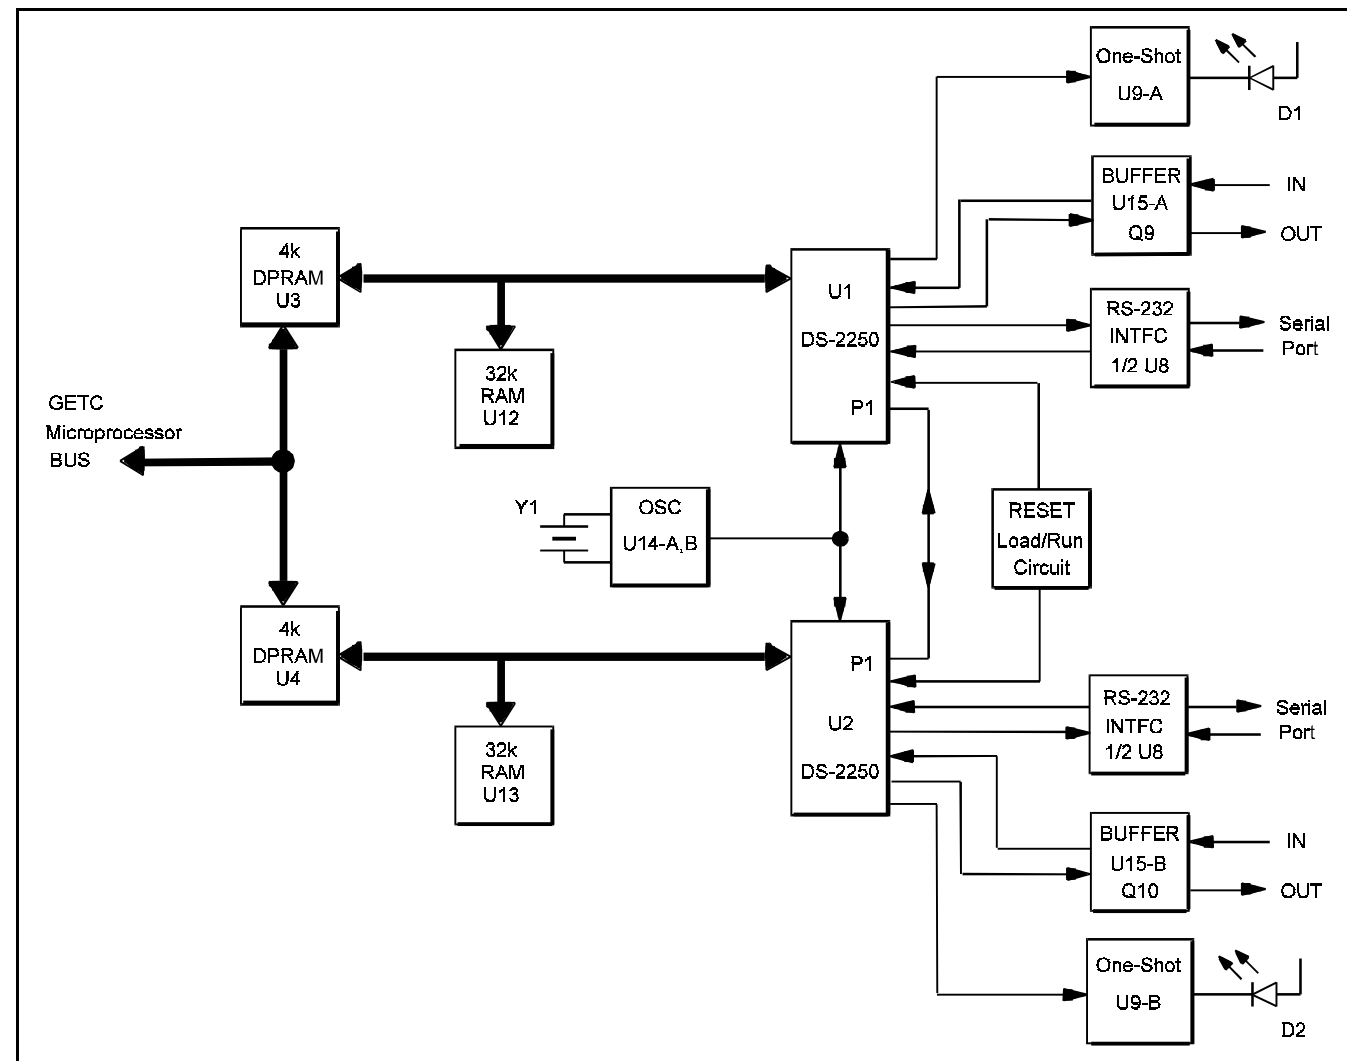 One-Shot
U9-A
D1
BUFFER
U15-A
Q9
IN
OUT
4k
DPRAM
U3
U1
DS-2250
P1
RS-232
INTFC
1/2 U8
Serial
Port
32k
RAM
U12
GETC
Microprocessor
BUS
Y1
OSC
U14-A,B
RESET
Load/Run
Circuit
4k
DPRAM
U4
P1
U2
DS-2250
RS-232
INTFC
1/2 U8
Serial
Port
32k
RAM
U13
BUFFER
U15-B
Q10
IN
OUT
One-Shot
U9-B
D2